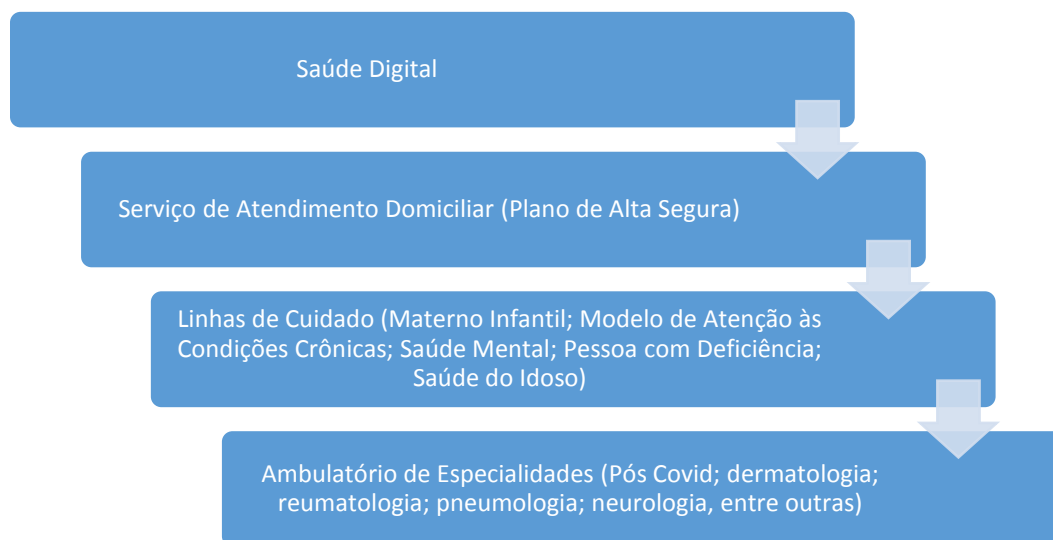 Saúde Digital
Serviço de Atendimento Domiciliar (Plano de Alta Segura)
Linhas de Cuidado (Materno Infantil; Modelo de Atenção às
Condições Crônicas; Saúde Mental; Pessoa com Deficiência;
Saúde do Idoso)
Ambulatório de Especialidades (Pós Covid; dermatologia;
reumatologia; pneumologia; neurologia, entre outras)